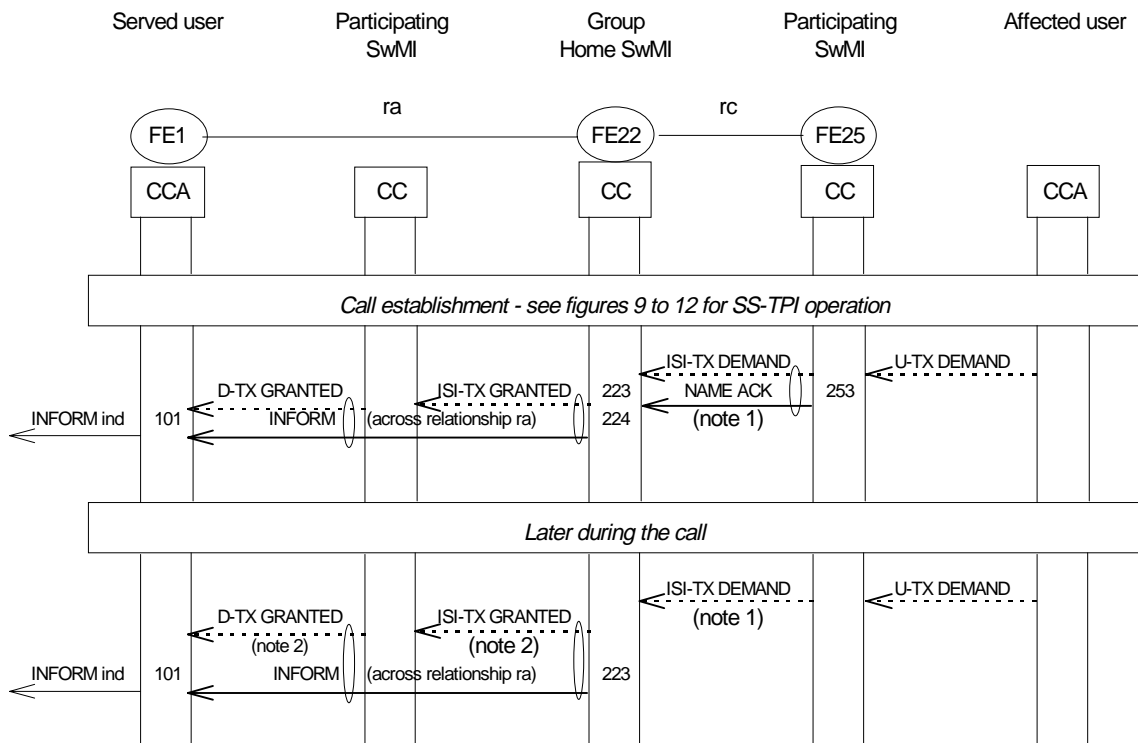 Served user
Participating
SwMI
Group
Home SwMI
Participating
SwMI
Affected user
ra
rc
FE1
FE22
FE25
CCA
CC
CC
CC
CCA
Call establishment - see figures 9 to 12 for SS-TPI operation
ISI-TX DEMAND
U-TX DEMAND
D-TX GRANTED
ISI-TX GRANTED
223
NAME ACK
253
INFORM ind
101
INFORM
(across relationship ra)
224
(note 1)
Later during the call
ISI-TX DEMAND
U-TX DEMAND
(note 1)
D-TX GRANTED
ISI-TX GRANTED
(note 2)
(note 2)
INFORM ind
101
INFORM
(across relationship ra)
223